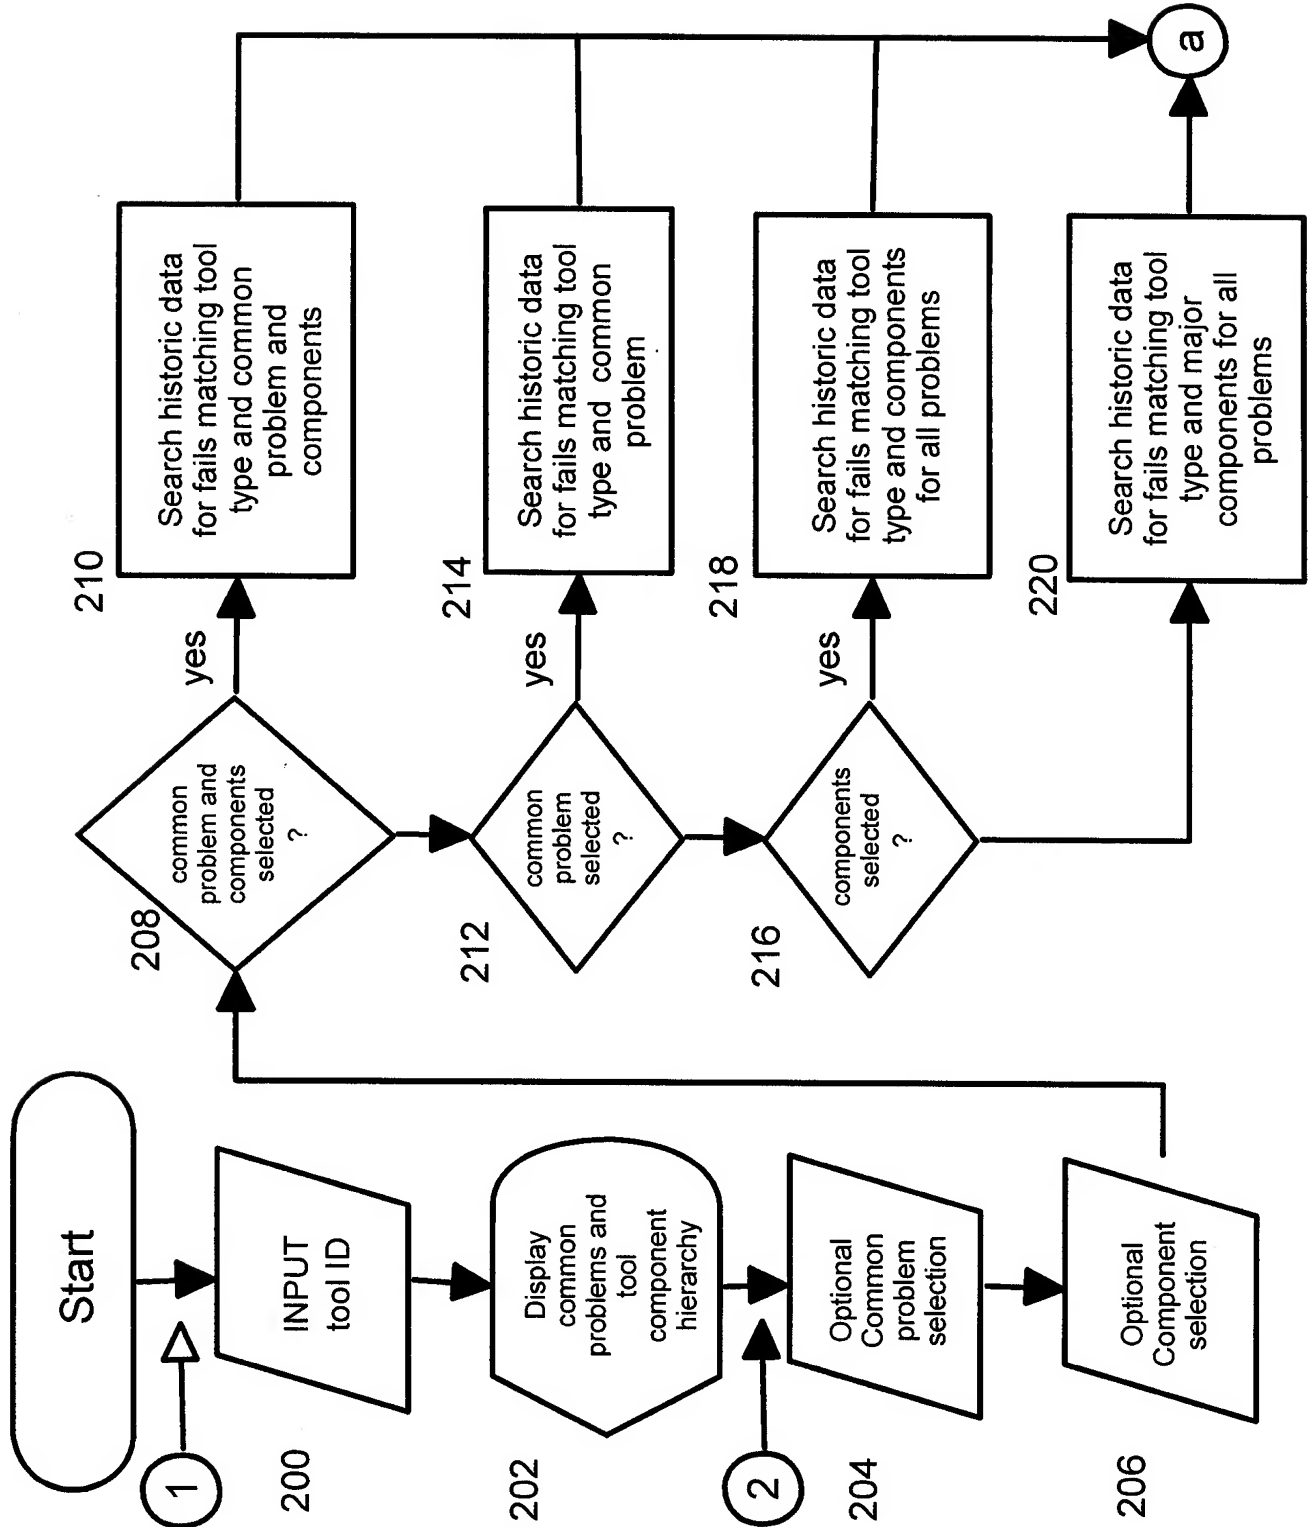 Start
1
200
INPUT
tool ID
202
Display
common
problems and
tool
component
hierarchy
2
204
Optional
Common
problem
selection
206
Optional
Component
selection
208
common
problem and
components
selected
?
yes
210
Search historic data
for fails matching tool
type and common
problem and
components
212
common
problem
selected
?
yes
214
Search historic data
for fails matching tool
type and common
problem
216
components
selected
?
yes
218
Search historic data
for fails matching tool
type and components
for all problems
220
Search historic data
for fails matching tool
type and major
components for all
problems
a